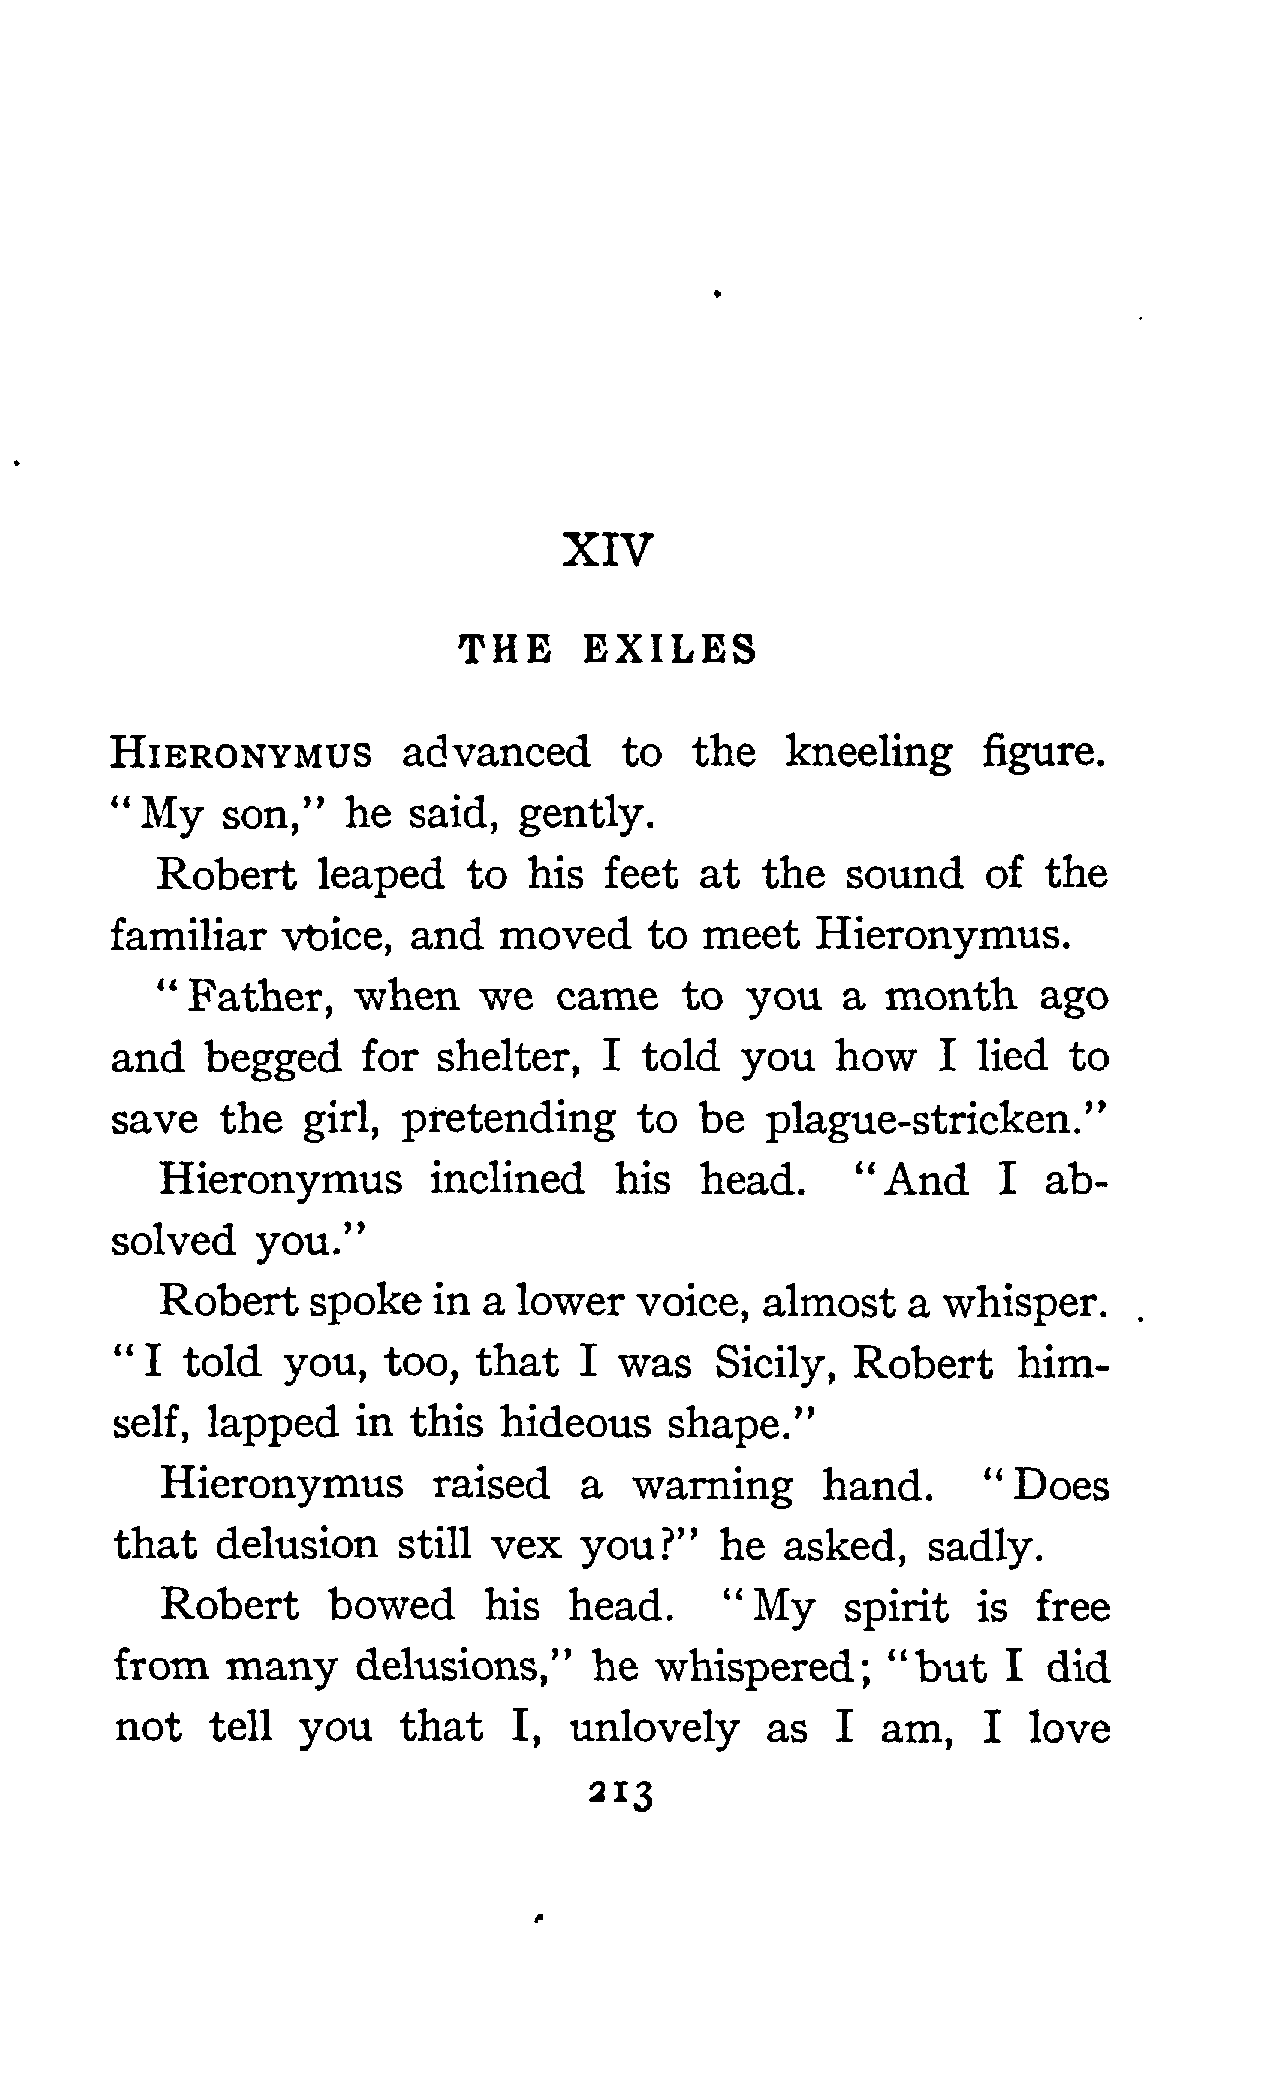 XIV
THE EXILES
HIERONYMUS advanced to the kneeling figure.
"My son," he said, gently.
Robert leaped to his feet at the sound of the
familiar voice, and moved to meet Hieronymus.
"Father, when we came to you a month ago
and begged for shelter, I told you how I lied to
save the girl, pretending to be plague-stricken."
Hieronymus inclined his head. "And I ab-
solved you."
Robert spoke in a lower voice, almost a whisper.
"I told you, too, that I was Sicily, Robert him-
self, lapped in this hideous shape."
Hieronymus raised a warning hand. "Does
that delusion still vex you?" he asked, sadly.
Robert bowed his head. "My spirit is free
from many delusions," he whispered; "but I did
not tell you that I, unlovely as I am, I love
213